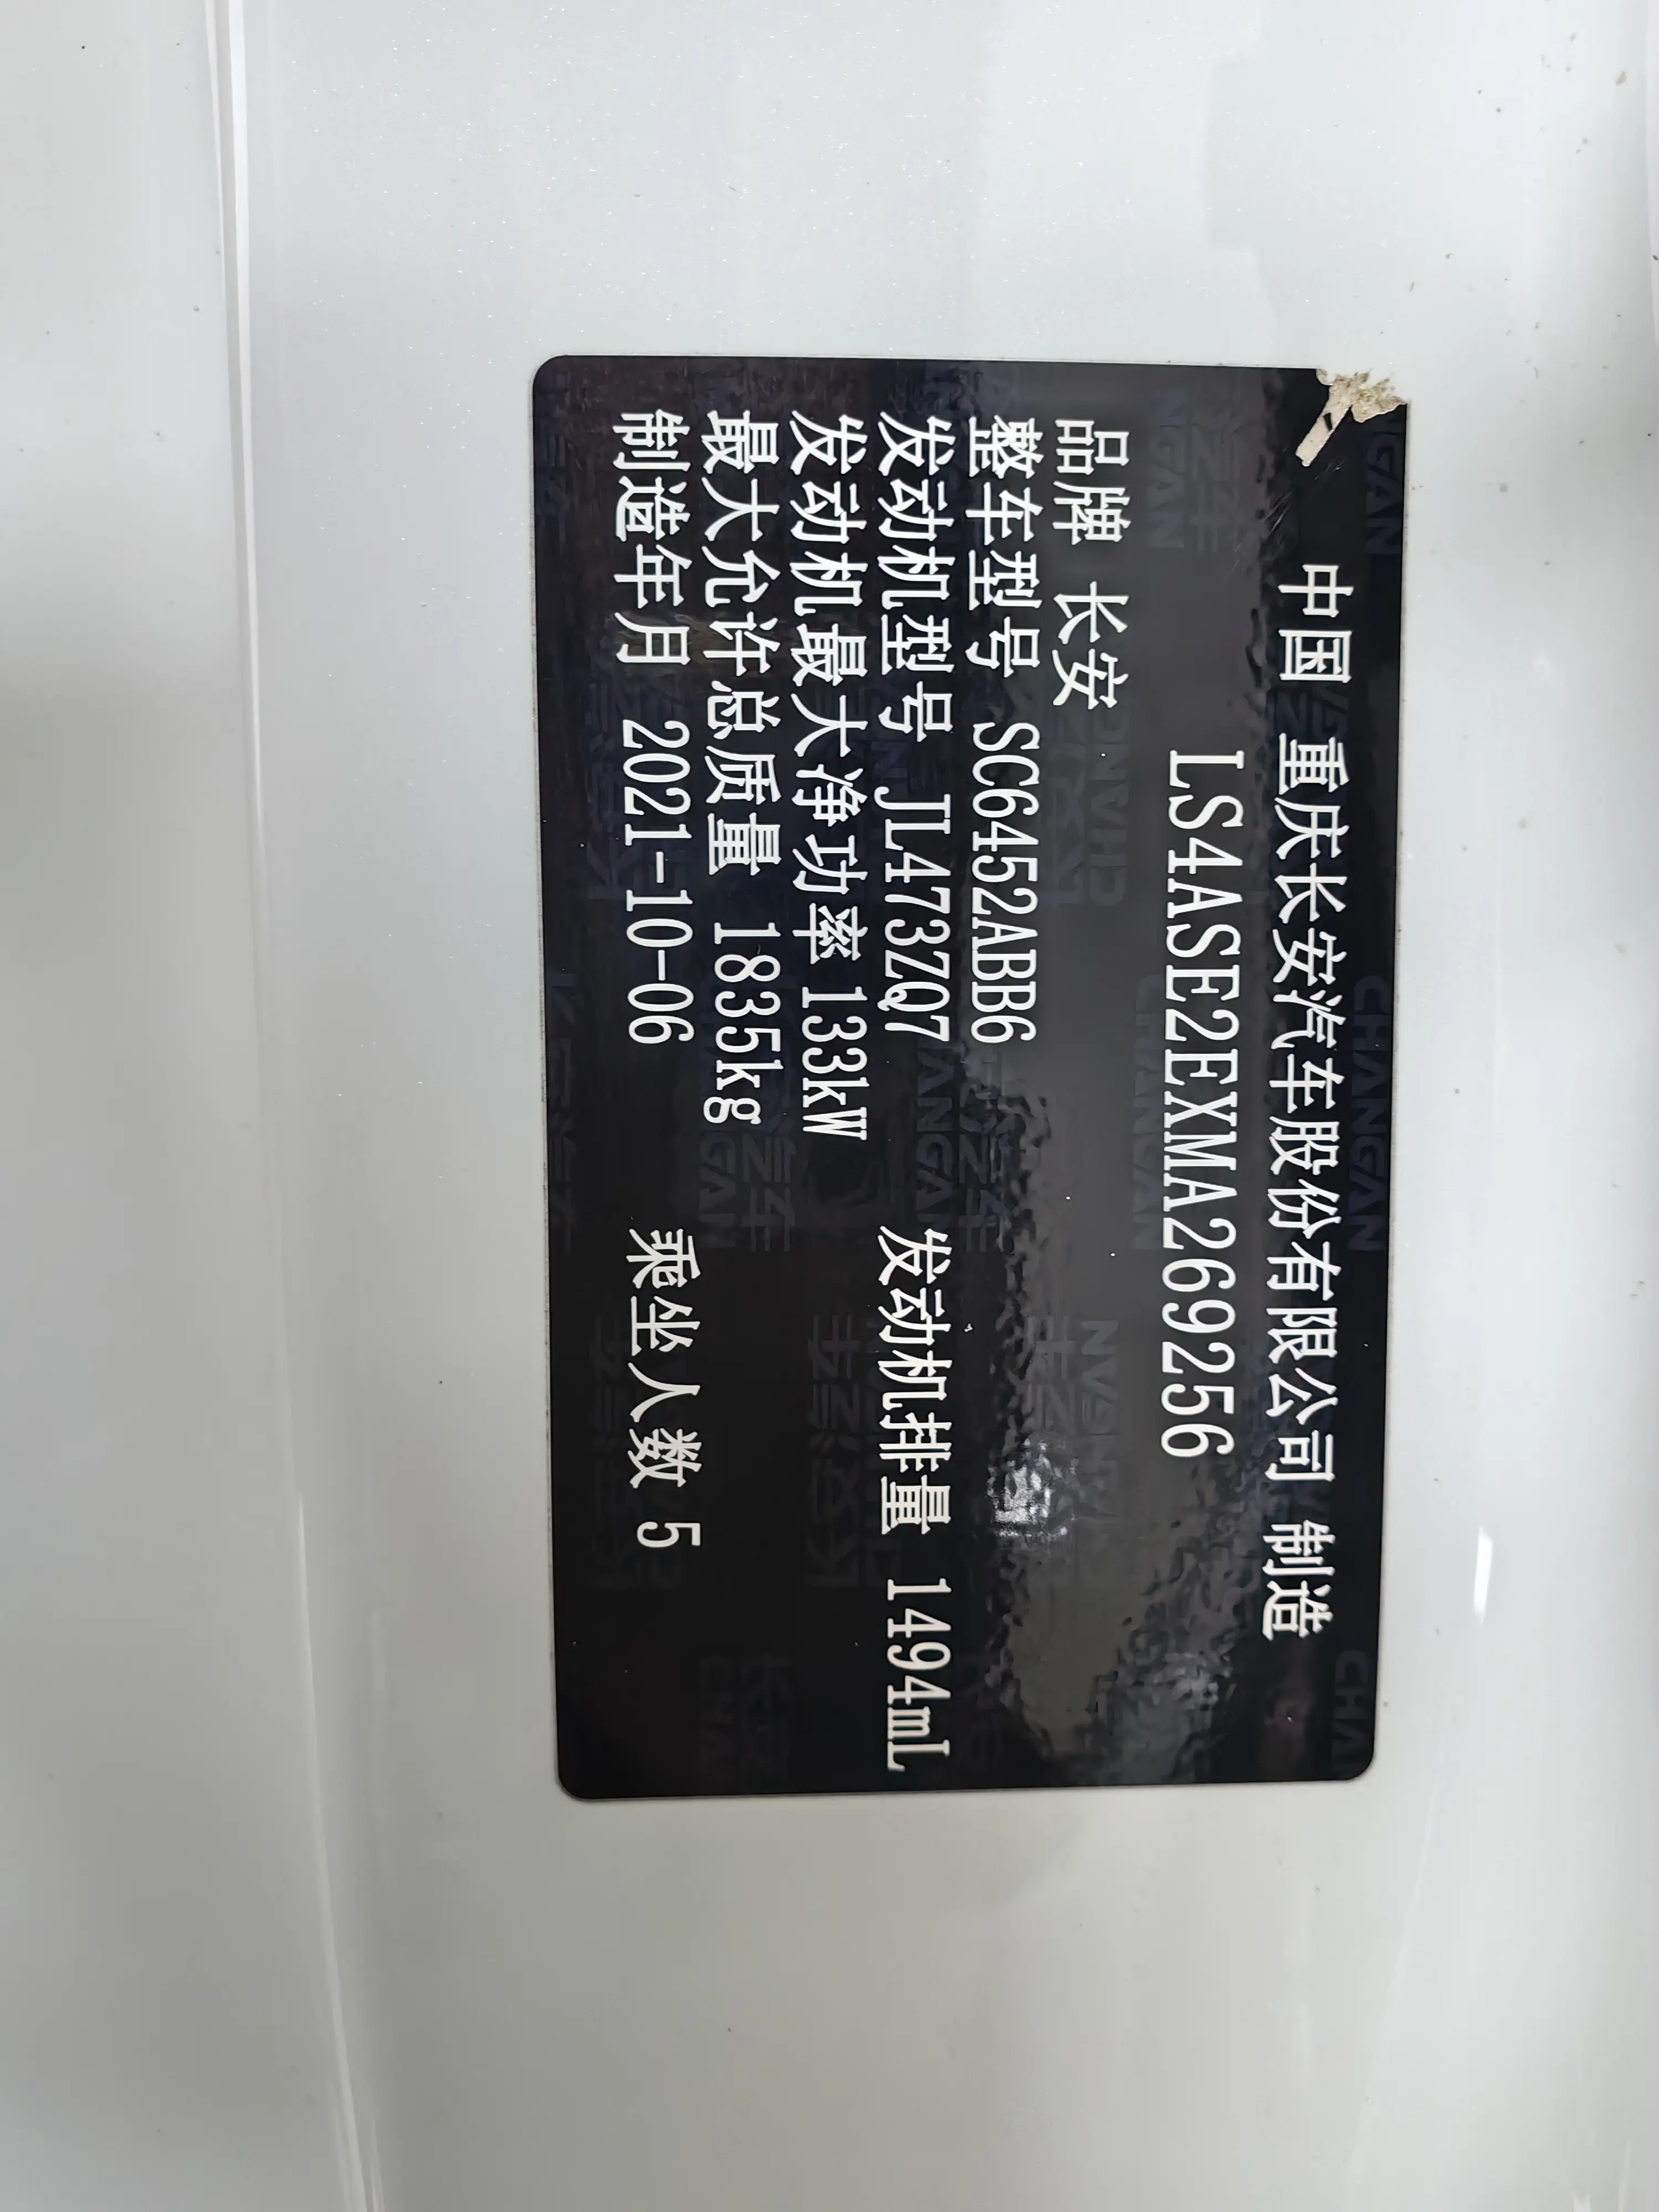 中国 重庆长安汽车股份有限公司 制造
LS4ASE2EXMA269256
品牌 长安
整车型号 SC6452ABB6
发动机型号 JL473ZQ7 发动机排量 1494mL
发动机最大净功率 133kW
最大允许总质量 1835kg
制造年月 2021-10-06 乘坐人数 5